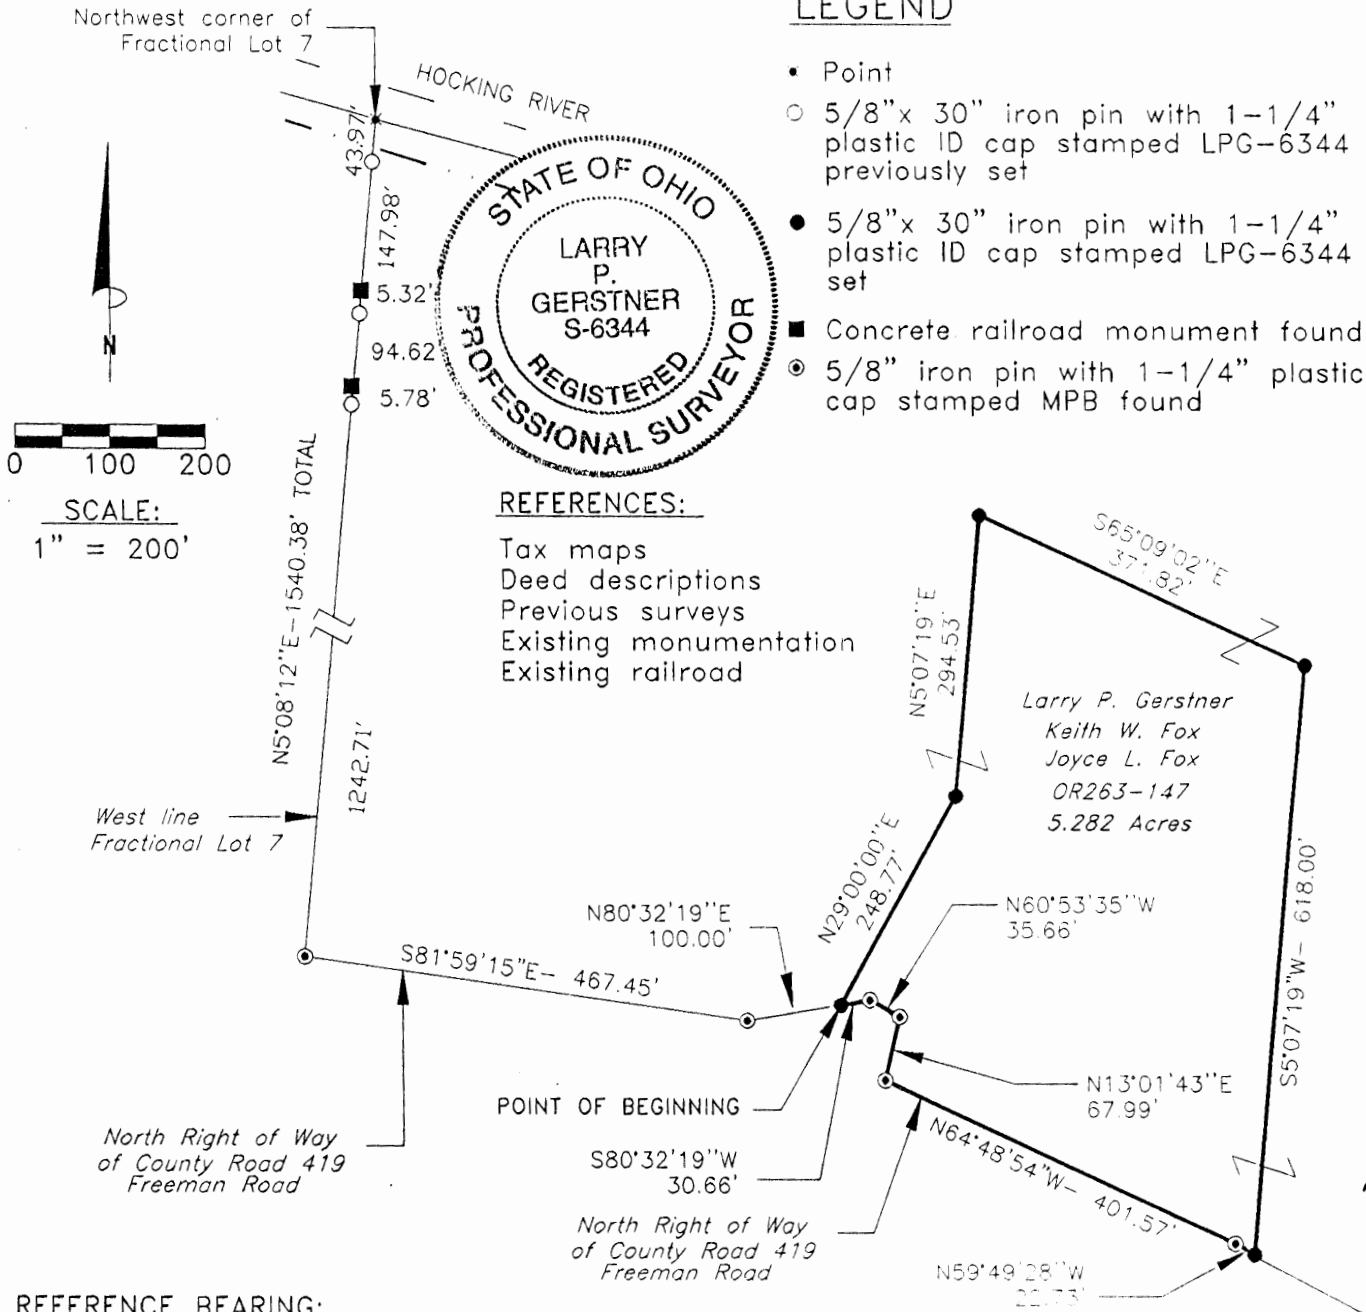 Northwest corner of
Fractional Lot 7
HOCKING RIVER
43.97'
147.98'
5.32'
94.62
5.78'
N5°08'12"E-1540.38' TOTAL
1242.71'
N
0 100 200
SCALE:
1" = 200'
STATE OF OHIO
LARRY
P.
GERSTNER
S-6344
REGISTERED
PROFESSIONAL SURVEYOR
LEGEND
Point
5/8"x 30" iron pin with 1-1/4"
plastic ID cap stamped LPG-6344
previously set
5/8"x 30" iron pin with 1-1/4"
plastic ID cap stamped LPG-6344
set
Concrete railroad monument found
5/8" iron pin with 1-1/4" plastic
cap stamped MPB found
REFERENCES:
Tax maps
Deed descriptions
Previous surveys
Existing monumentation
Existing railroad
S65°09'02"E
371.82'
N5°07'19"E
294.53'
Larry P. Gerstner
Keith W. Fox
Joyce L. Fox
OR263-147
5.282 Acres
West line
Fractional Lot 7
N29°00'00"E
248.77'
S5°07'19"W- 618.00'
N80°32'19"E
100.00'
N60°53'35"W
35.66'
S81°59'15"E- 467.45'
N13°01'43"E
67.99'
POINT OF BEGINNING
North Right of Way
of County Road 419
Freeman Road
S80°32'19"W
30.66'
N64°48'54"W- 401.57'
North Right of Way
of County Road 419
Freeman Road
N59°49'28"W
22.73'
REFERENCE BEARING: